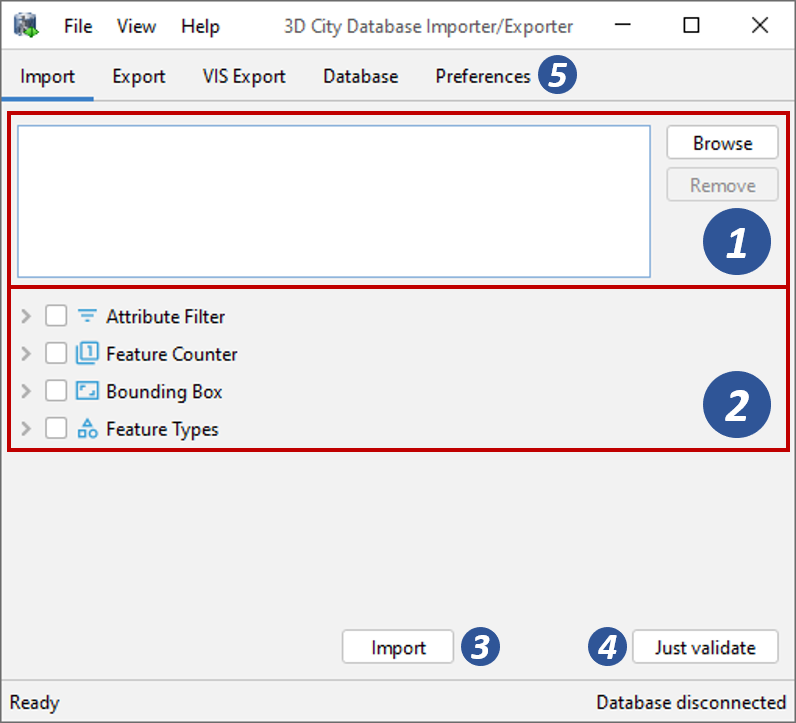 File View Help 3D City Database Importer/Exporter
Import Export VIS Export Database Preferences 5
Browse
Remove
1
Attribute Filter
1 Feature Counter
Bounding Box
2
Feature Types
Import 3 4 Just validate
Ready Database disconnected